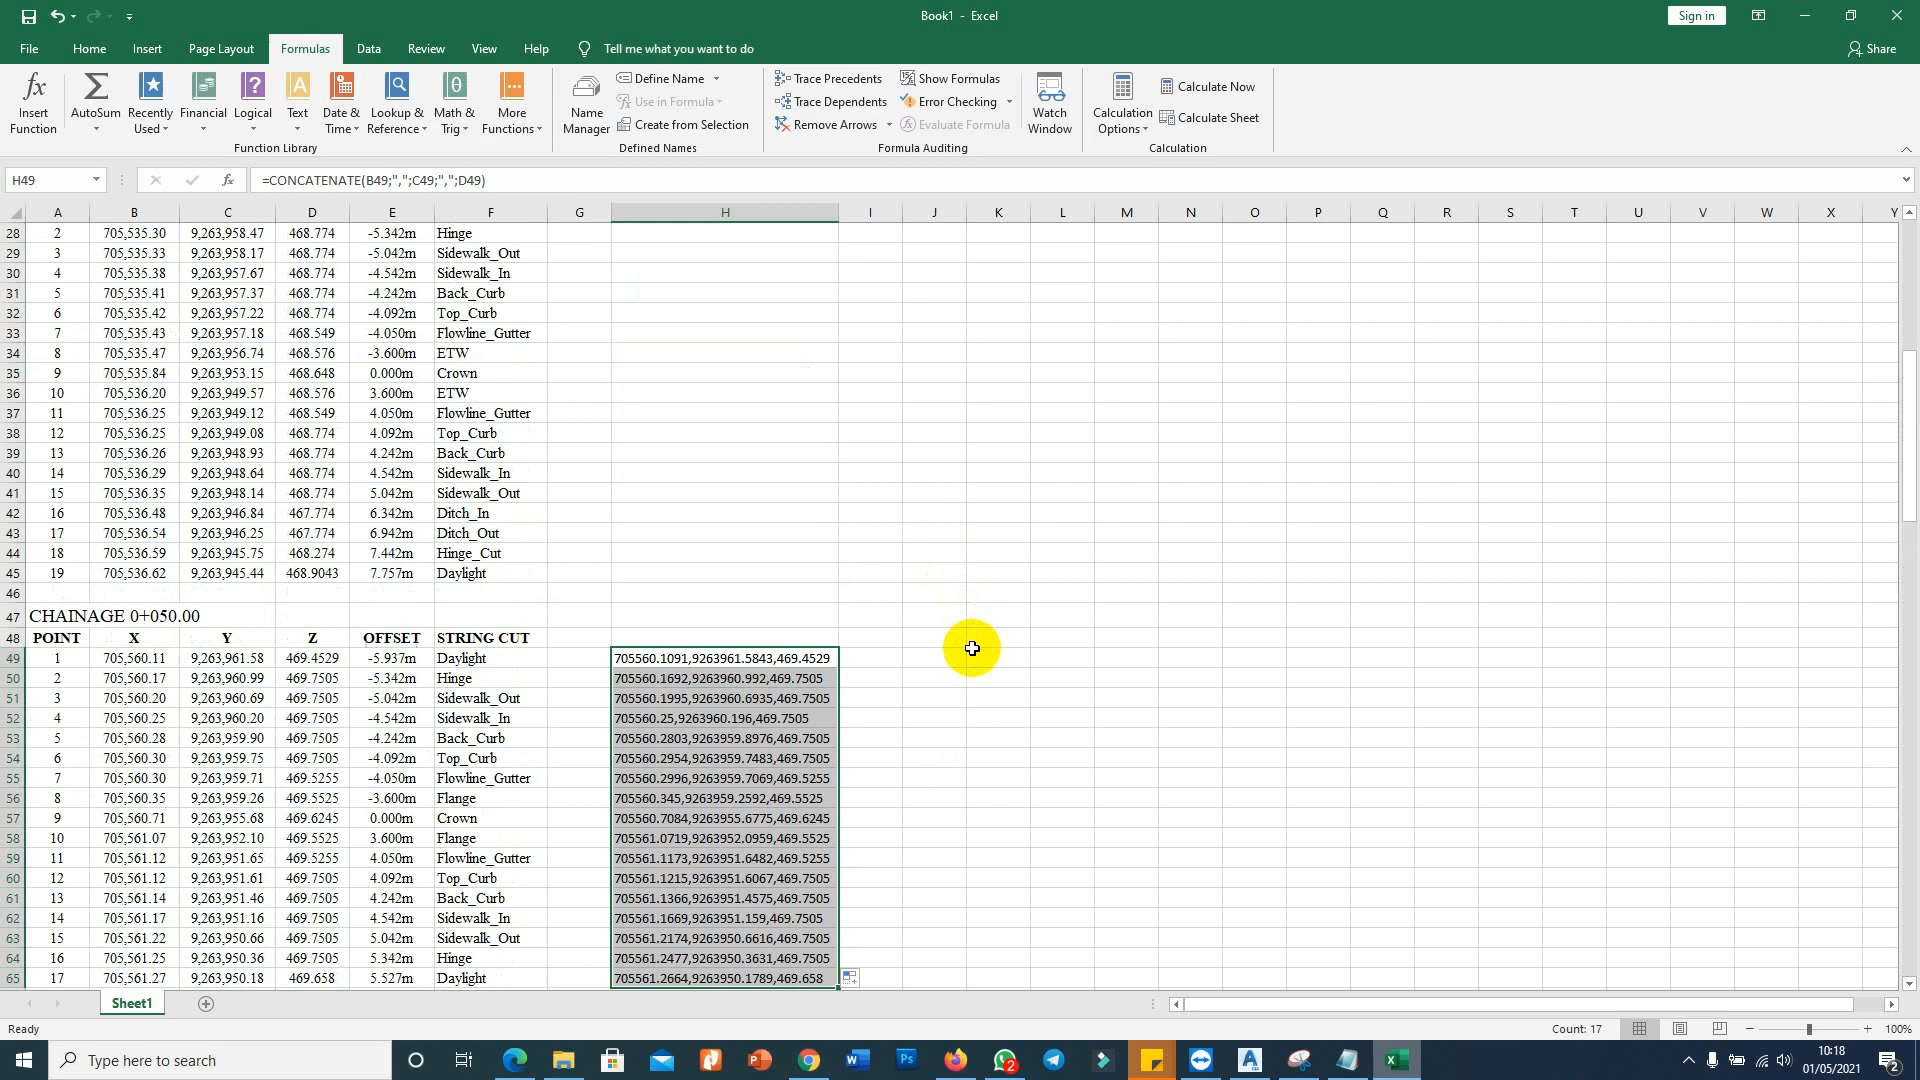 Book1 - Excel
Sign in
File Home Insert Page Layout Formulas Data Review View Help Tell me what you want to do
Share
Insert Function
AutoSum
Recently Used
Financial
Logical
Text
Date & Time
Lookup & Reference
Math & Trig
More Functions
Function Library
Name Manager
Define Name
Use in Formula
Create from Selection
Defined Names
Trace Precedents
Trace Dependents
Remove Arrows
Show Formulas
Error Checking
Evaluate Formula
Formula Auditing
Watch Window
Calculation Options
Calculate Now
Calculate Sheet
Calculation
H49 fx =CONCATENATE(B49;",";C49;",";D49)
A B C D E F G H I J K L M N O P Q R S T U V W X Y
28 2 705,535.30 9,263,958.47 468.774 -5.342m Hinge
29 3 705,535.33 9,263,958.17 468.774 -5.042m Sidewalk_Out
30 4 705,535.38 9,263,957.67 468.774 -4.542m Sidewalk_In
31 5 705,535.41 9,263,957.37 468.774 -4.242m Back_Curb
32 6 705,535.42 9,263,957.22 468.774 -4.092m Top_Curb
33 7 705,535.43 9,263,957.18 468.549 -4.050m Flowline_Gutter
34 8 705,535.47 9,263,956.74 468.576 -3.600m ETW
35 9 705,535.84 9,263,953.15 468.648 0.000m Crown
36 10 705,536.20 9,263,949.57 468.576 3.600m ETW
37 11 705,536.25 9,263,949.12 468.549 4.050m Flowline_Gutter
38 12 705,536.25 9,263,949.08 468.774 4.092m Top_Curb
39 13 705,536.26 9,263,948.93 468.774 4.242m Back_Curb
40 14 705,536.29 9,263,948.64 468.774 4.542m Sidewalk_In
41 15 705,536.35 9,263,948.14 468.774 5.042m Sidewalk_Out
42 16 705,536.48 9,263,946.84 467.774 6.342m Ditch_In
43 17 705,536.54 9,263,946.25 467.774 6.942m Ditch_Out
44 18 705,536.59 9,263,945.75 468.274 7.442m Hinge_Cut
45 19 705,536.62 9,263,945.44 468.9043 7.757m Daylight
46
47 CHAINAGE 0+050.00
48 POINT X Y Z OFFSET STRING CUT
49 1 705,560.11 9,263,961.58 469.4529 -5.937m Daylight 705560.1091,9263961.5843,469.4529
50 2 705,560.17 9,263,960.99 469.7505 -5.342m Hinge 705560.1692,9263960.992,469.7505
51 3 705,560.20 9,263,960.69 469.7505 -5.042m Sidewalk_Out 705560.1995,9263960.6935,469.7505
52 4 705,560.25 9,263,960.20 469.7505 -4.542m Sidewalk_In 705560.25,9263960.196,469.7505
53 5 705,560.28 9,263,959.90 469.7505 -4.242m Back_Curb 705560.2803,9263959.8976,469.7505
54 6 705,560.30 9,263,959.75 469.7505 -4.092m Top_Curb 705560.2954,9263959.7483,469.7505
55 7 705,560.30 9,263,959.71 469.5255 -4.050m Flowline_Gutter 705560.2996,9263959.7069,469.5255
56 8 705,560.35 9,263,959.26 469.5525 -3.600m Flange 705560.345,9263959.2592,469.5525
57 9 705,560.71 9,263,955.68 469.6245 0.000m Crown 705560.7084,9263955.6775,469.6245
58 10 705,561.07 9,263,952.10 469.5525 3.600m Flange 705561.0719,9263952.0959,469.5525
59 11 705,561.12 9,263,951.65 469.5255 4.050m Flowline_Gutter 705561.1173,9263951.6482,469.5255
60 12 705,561.12 9,263,951.61 469.7505 4.092m Top_Curb 705561.1215,9263951.6067,469.7505
61 13 705,561.14 9,263,951.46 469.7505 4.242m Back_Curb 705561.1366,9263951.4575,469.7505
62 14 705,561.17 9,263,951.16 469.7505 4.542m Sidewalk_In 705561.1669,9263951.159,469.7505
63 15 705,561.22 9,263,950.66 469.7505 5.042m Sidewalk_Out 705561.2174,9263950.6616,469.7505
64 16 705,561.25 9,263,950.36 469.7505 5.342m Hinge 705561.2477,9263950.3631,469.7505
65 17 705,561.27 9,263,950.18 469.658 5.527m Daylight 705561.2664,9263950.1789,469.658
Sheet1
Ready Count: 17 100%
Type here to search
10:18
01/05/2021